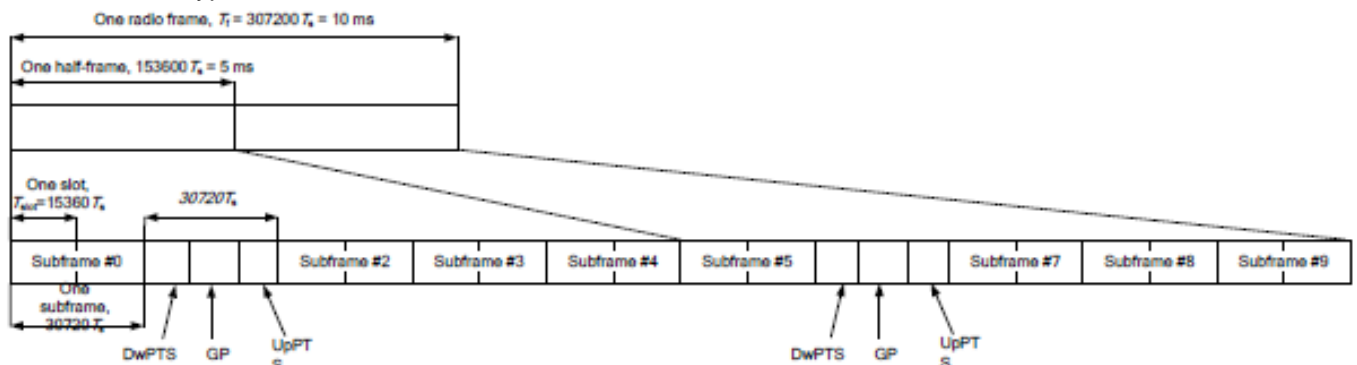 One radio frame, Tf = 307200 Ts = 10 ms
One half-frame, 153600 Ts = 5 ms
One slot,
Tslot=15360 Ts
30720Ts
Subframe #0
Subframe #2
Subframe #3
Subframe #4
Subframe #5
Subframe #7
Subframe #8
Subframe #9
One
subframe,
30720 Ts
DwPTS
GP
UpPT
S
DwPTS
GP
UpPT
S